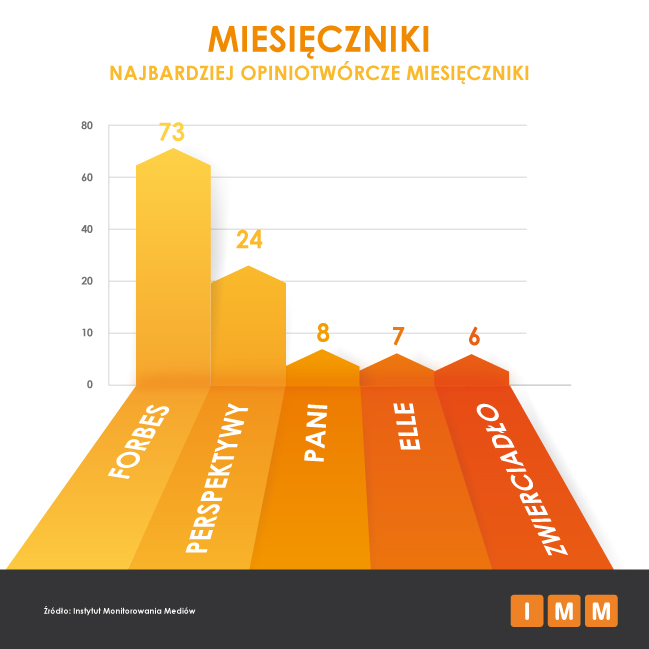 MIESIĘCZNIKI
NAJBARDZIEJ OPINIOTWÓRCZE MIESIĘCZNIKI
80
60
40
20
10
0
73
24
8
7
6
FORBES
PERSPEKTYWY
PANI
ELLE
ZWIERCIADŁO
Źródło: Instytut Monitorowania Mediów
IMM